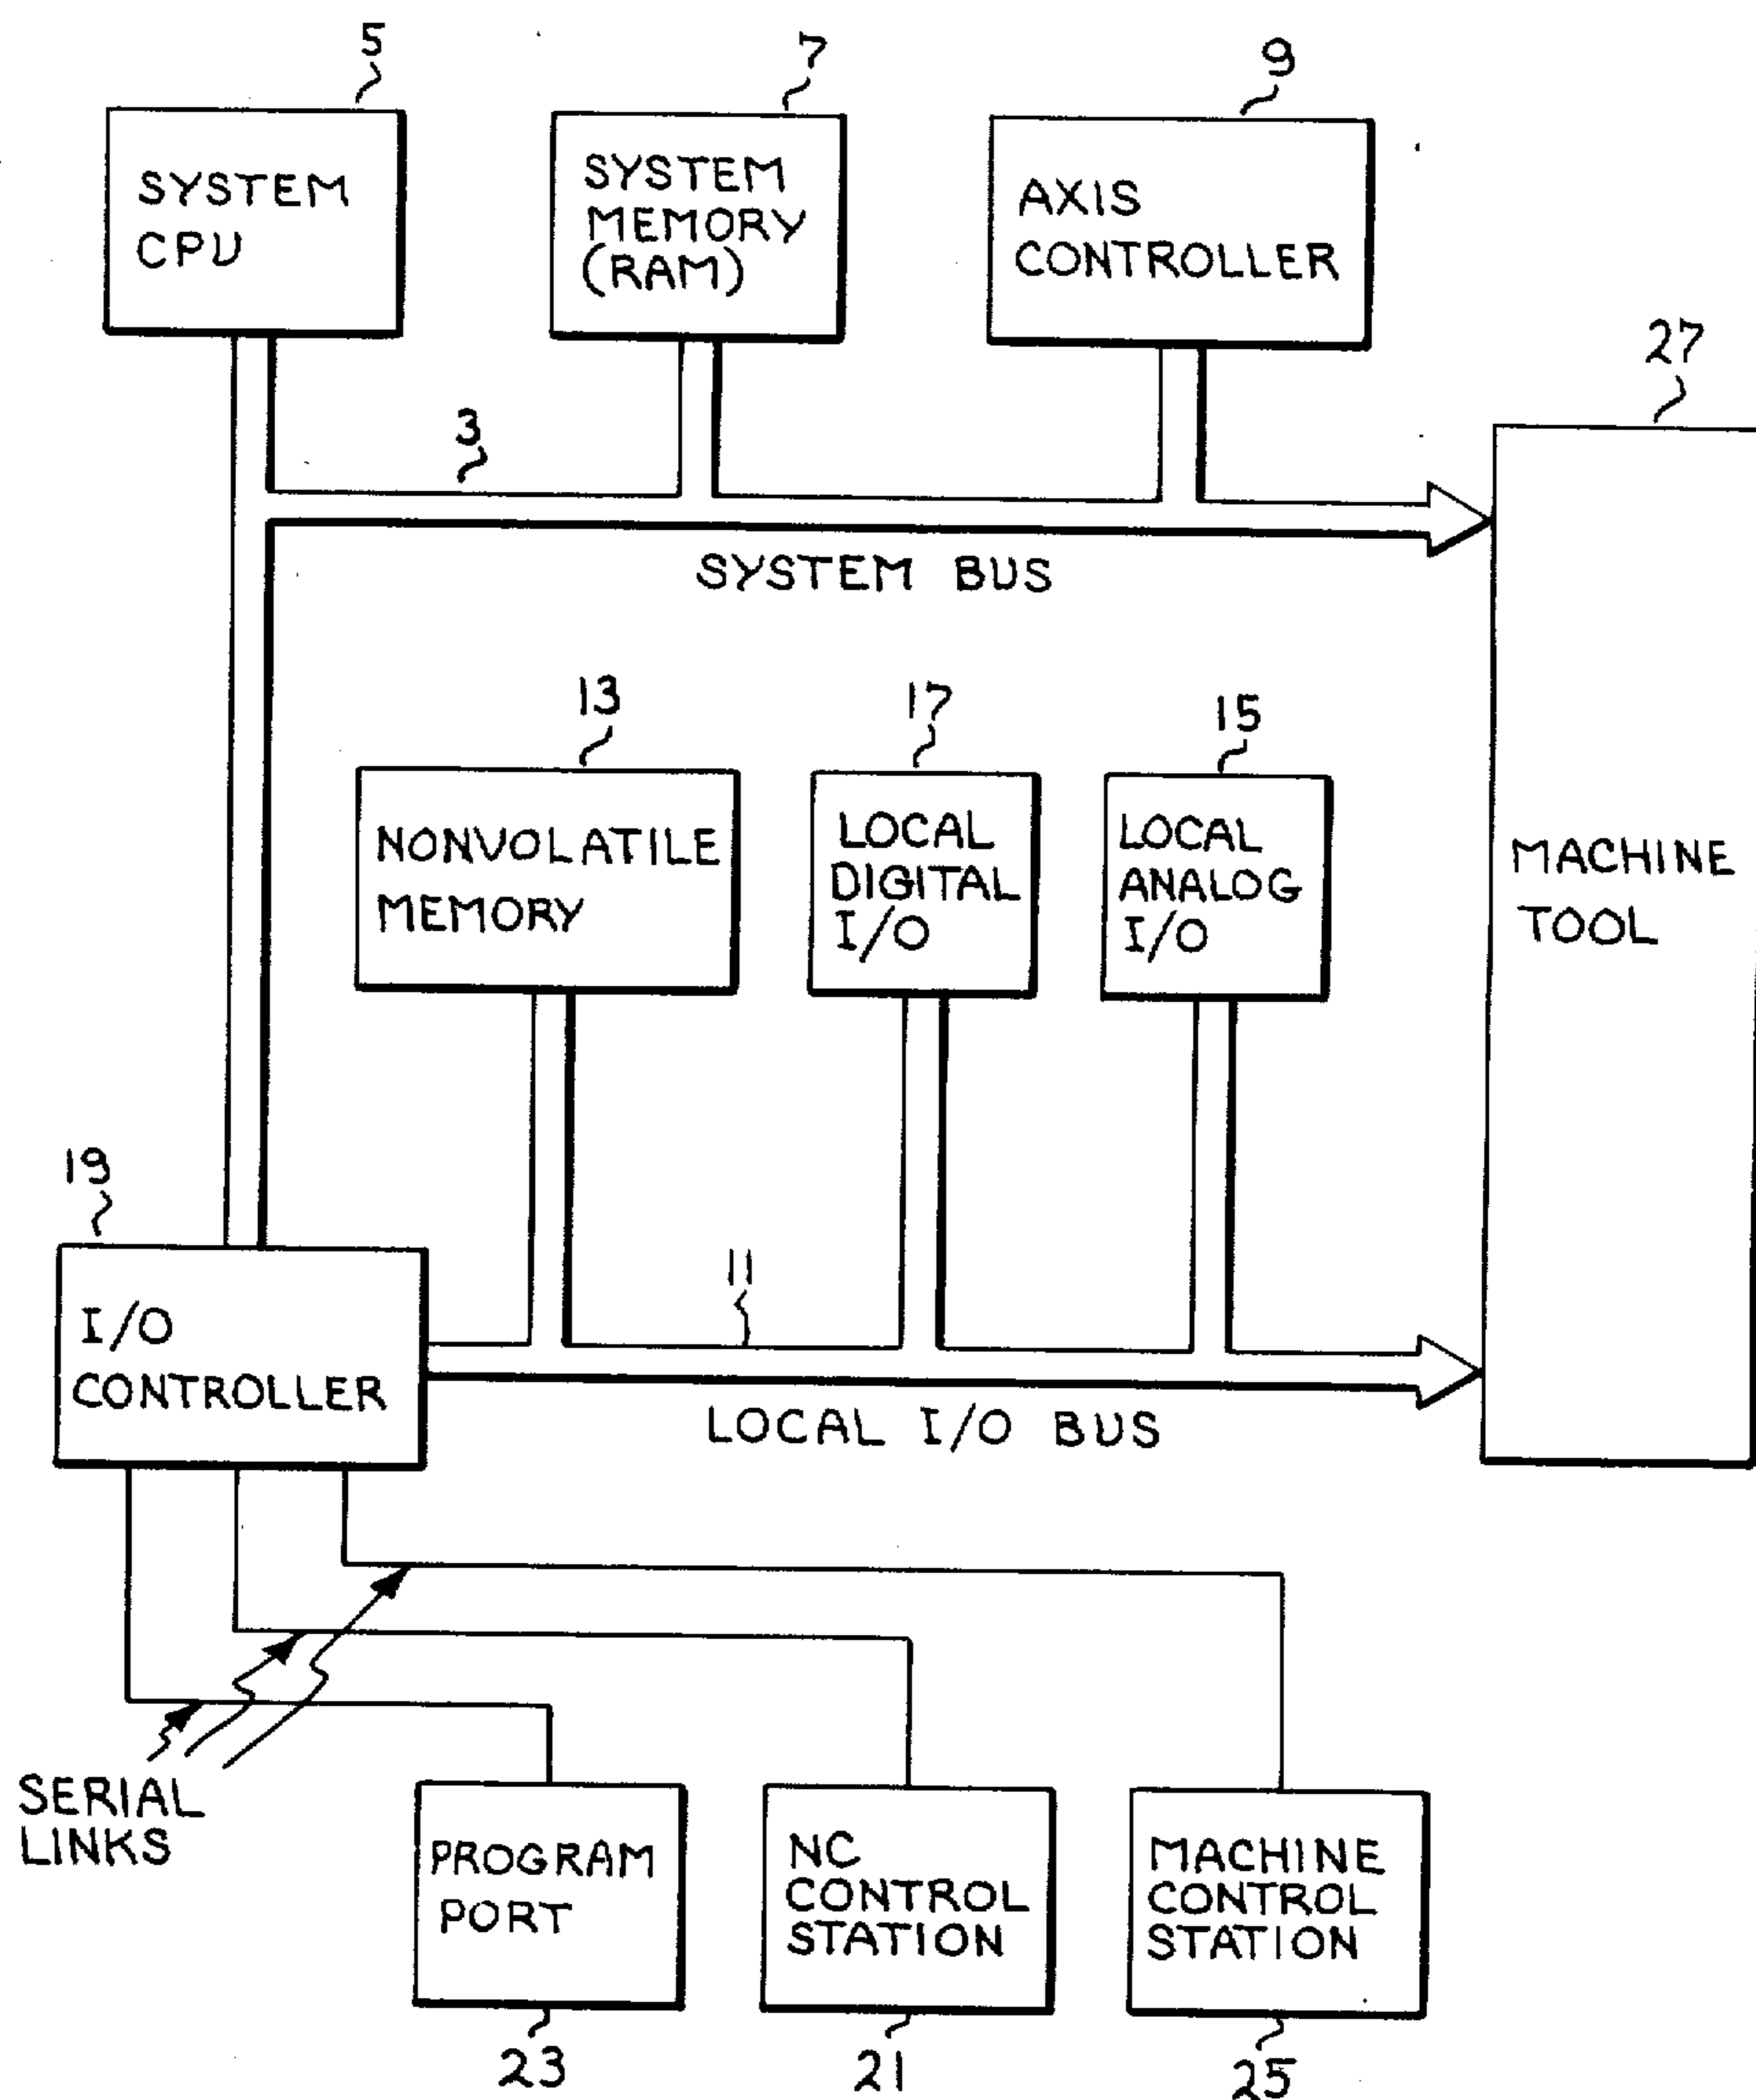 5
7
9
SYSTEM
CPU
SYSTEM
MEMORY
(RAM)
AXIS
CONTROLLER
27
3
SYSTEM BUS
13
17
15
NONVOLATILE
MEMORY
LOCAL
DIGITAL
I/O
LOCAL
ANALOG
I/O
MACHINE
TOOL
19
I/O
CONTROLLER
11
LOCAL I/O BUS
SERIAL
LINKS
PROGRAM
PORT
NC
CONTROL
STATION
MACHINE
CONTROL
STATION
23
21
25